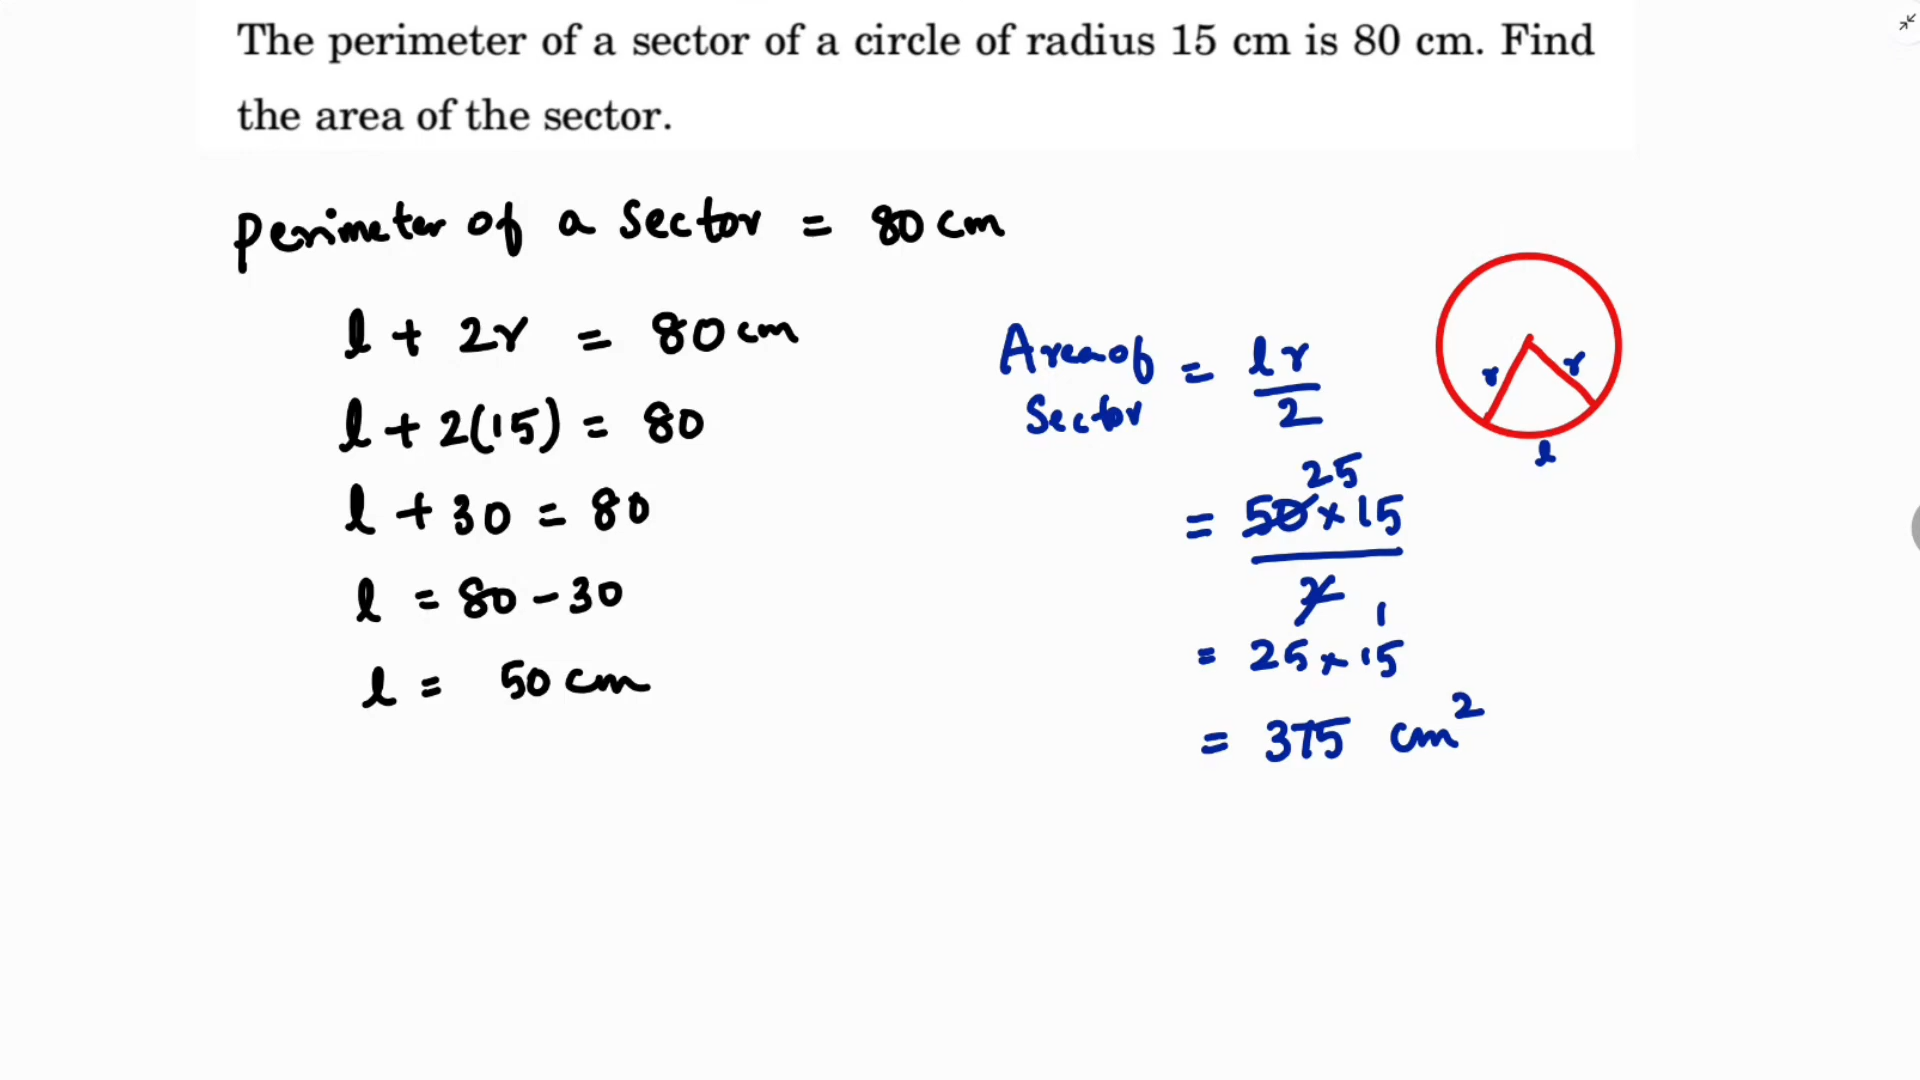 The perimeter of a sector of a circle of radius 15 cm is 80 cm. Find
the area of the sector.
perimeter of a sector = 80 cm
l + 2r = 80 cm
l + 2(15) = 80
l + 30 = 80
l = 80 - 30
l = 50 cm
Area of Sector = lr/2
25
= 50 × 15
2 1
= 25 × 15
= 375 cm²
r r
l